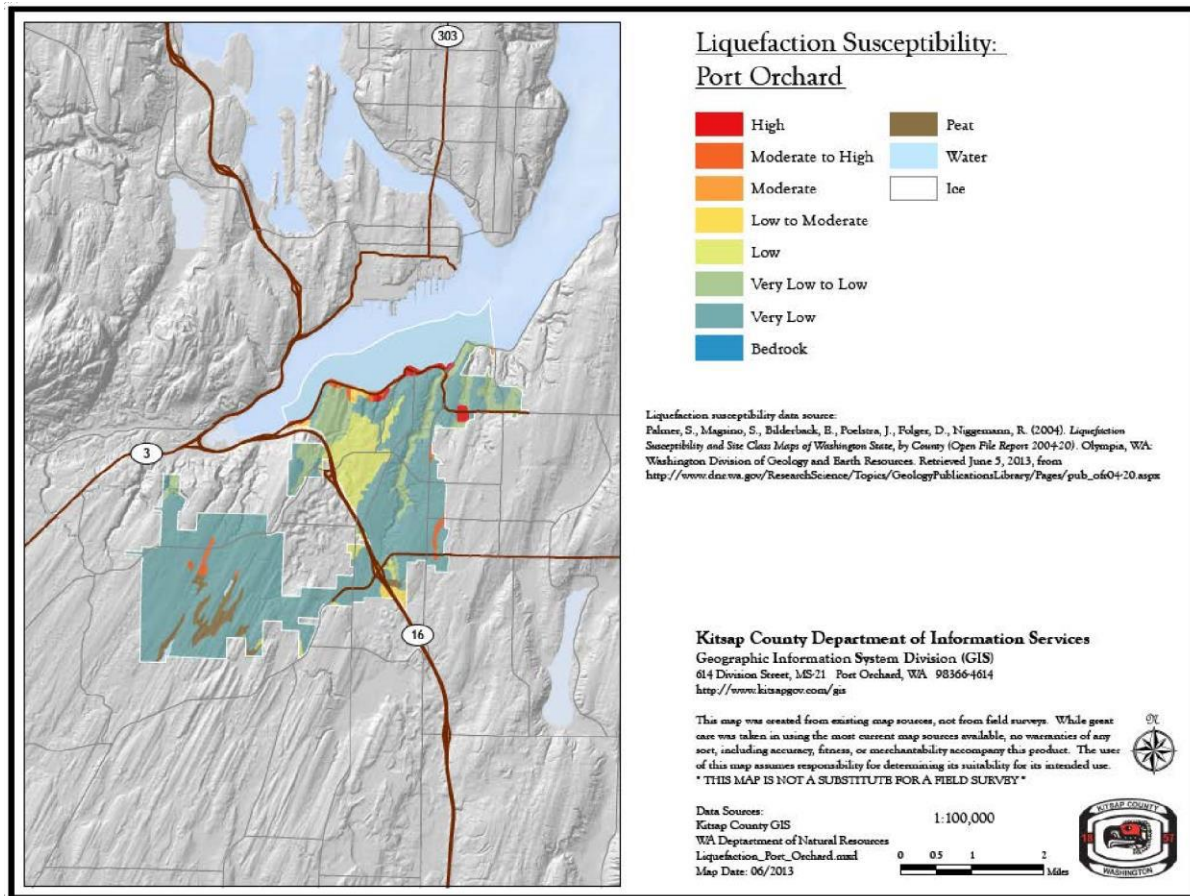 303
3
16
Liquefaction Susceptibility:
Port Orchard
High
Moderate to High
Moderate
Low to Moderate
Low
Very Low to Low
Very Low
Bedrock
Peat
Water
Ice
Liquefaction susceptibility data source:
Palmer, S., Magsino, S., Bilderback, E., Poelstra, J., Folger, D., Niggemann, R. (2004). Liquefaction
Susceptibility and Site Class Maps of Washington State, by County (Open File Report 2004-20). Olympia, WA:
Washington Division of Geology and Earth Resources. Retrieved June 5, 2013, from
http://www.dnr.wa.gov/ResearchScience/Topics/GeologyPublicationsLibrary/Pages/pub_ofr04-20.aspx
Kitsap County Department of Information Services
Geographic Information System Division (GIS)
614 Division Street, MS-21 Port Orchard, WA 98366-4614
http://www.kitsapgov.com/gis
This map was created from existing map sources, not from field surveys. While great
care was taken in using the most current map sources available, no warranties of any
sort, including accuracy, fitness, or merchantability accompany this product. The user
of this map assumes responsibility for determining its suitability for its intended use.
* THIS MAP IS NOT A SUBSTITUTE FOR A FIELD SURVEY *
N
Data Sources:
Kitsap County GIS
WA Deptartment of Natural Resources
Liquefaction_Port_Orchard.mxd
Map Date: 06/2013
1:100,000
0 0.5 1 2
Miles
KITSAP COUNTY
18 57
WASHINGTON